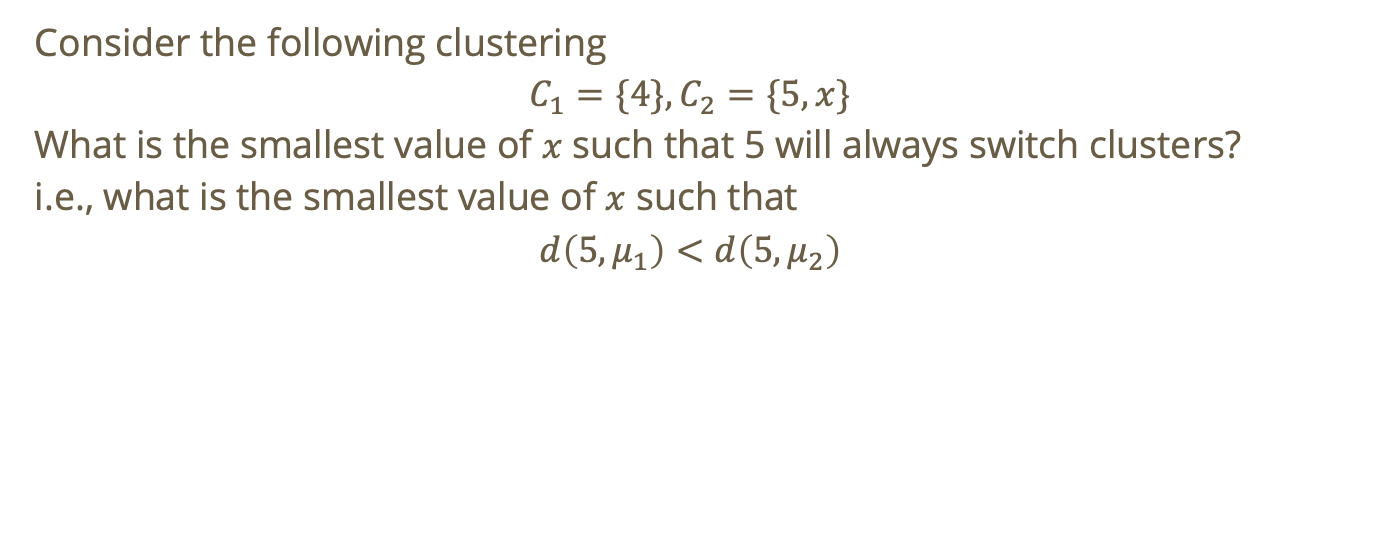 Consider the following clustering
C₁ = {4}, C₂ = {5, x}
What is the smallest value of x such that 5 will always switch clusters?
i.e., what is the smallest value of x such that
d(5, μ₁) < d(5, μ₂)